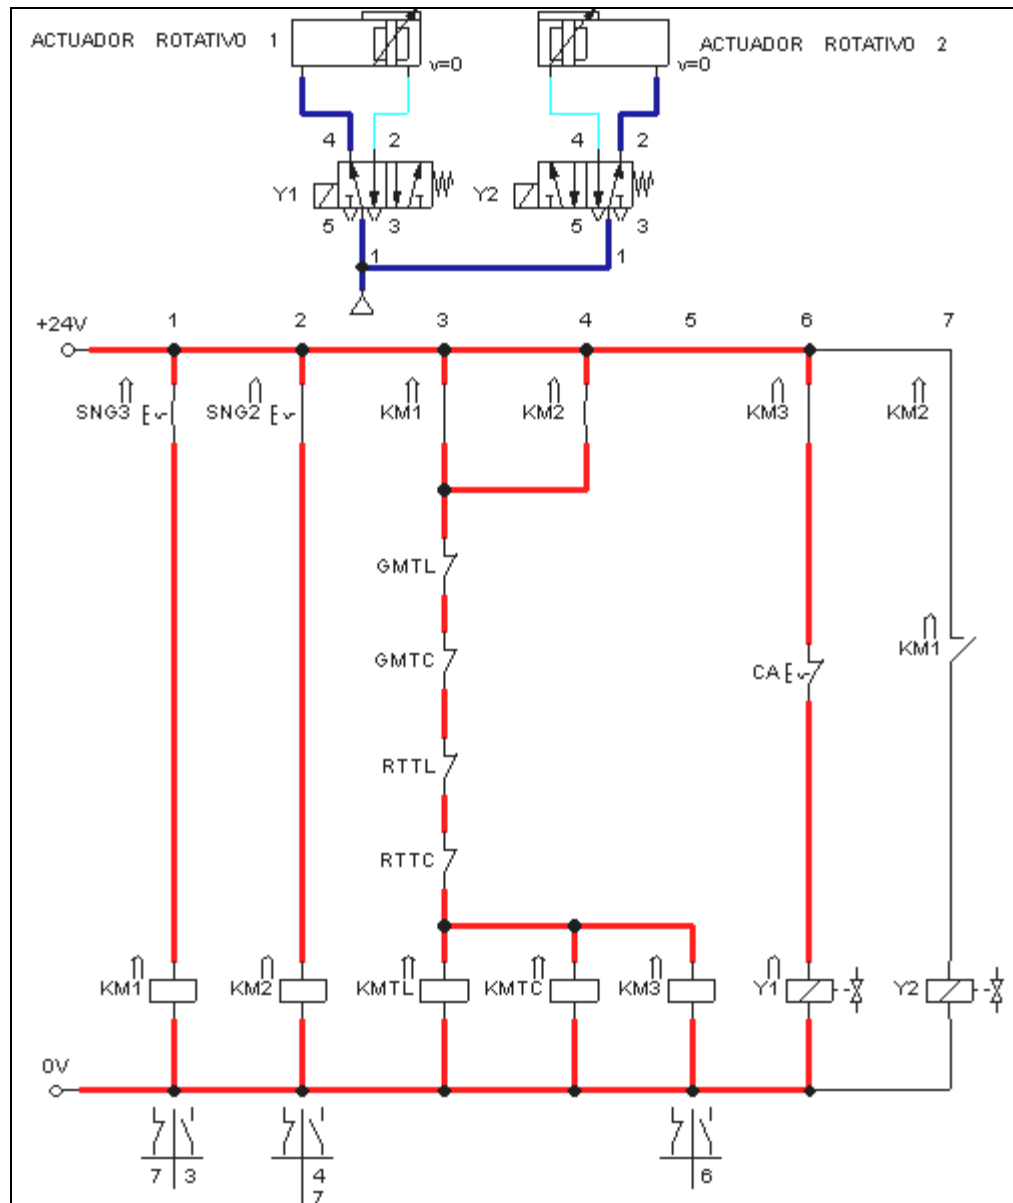 ACTUADOR ROTATIVO 1
ACTUADOR ROTATIVO 2
v=0
v=0
4 2 4 2
Y1 Y2
5 3 5 3
1 1
+24V 1 2 3 4 5 6 7
SNG3 SNG2 KM1 KM2 KM3 KM2
GMTL
KM1
GMTC CA
RTTL
RTTC
KM1 KM2 KMTL KMTC KM3 Y1 Y2
0V
7 3 4 6
7